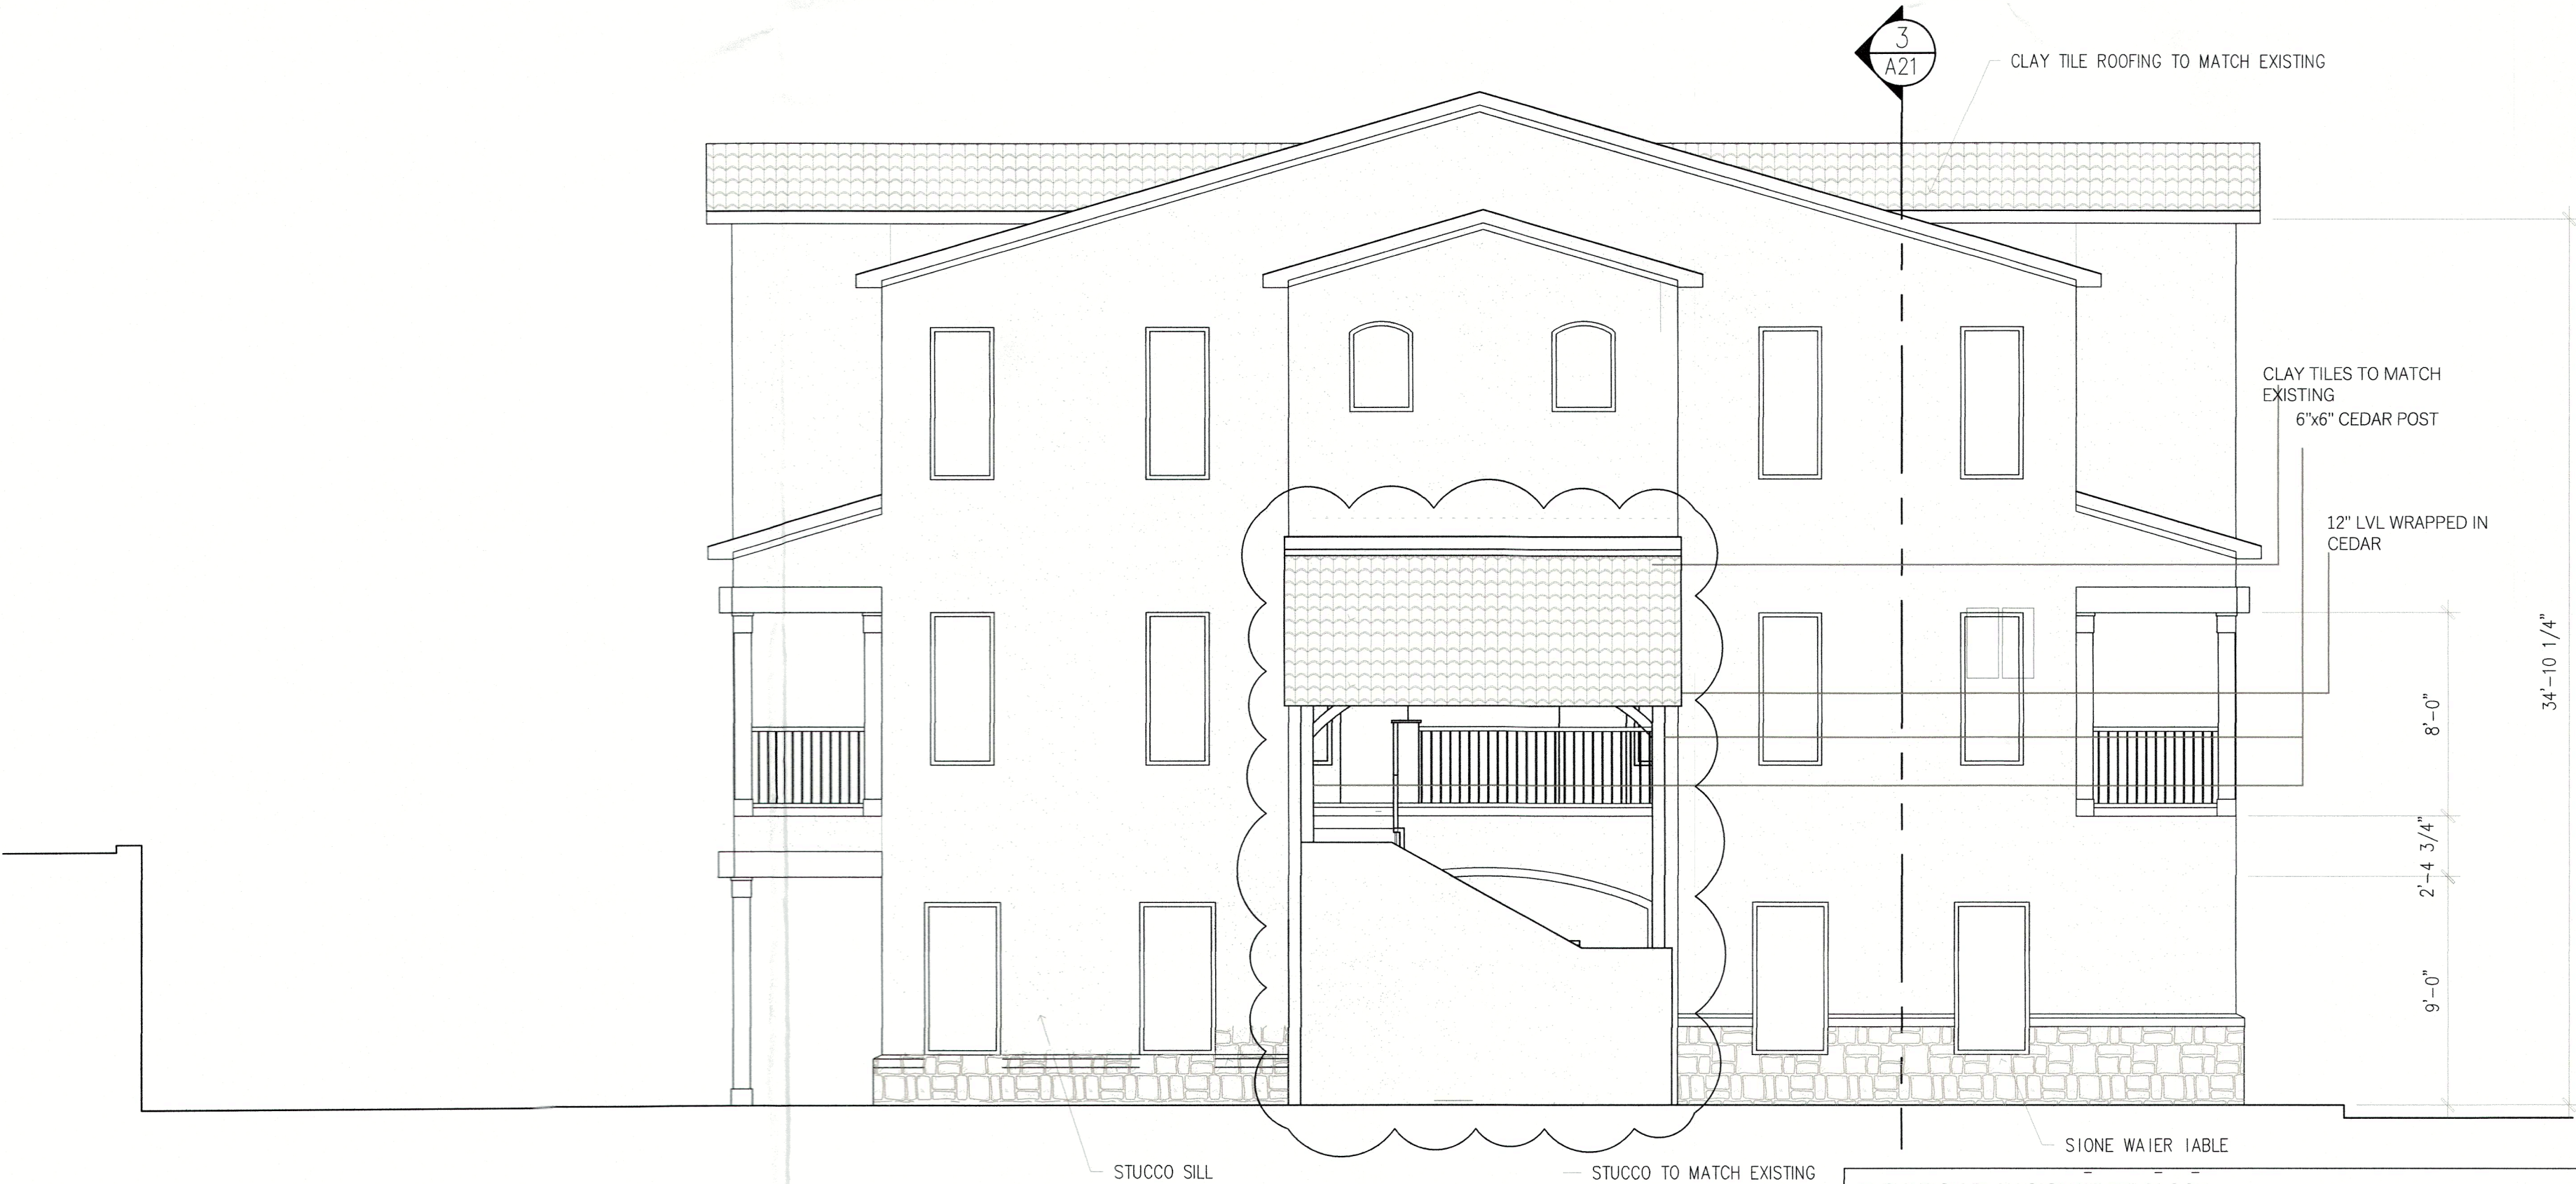 3
A21
CLAY TILE ROOFING TO MATCH EXISTING
CLAY TILES TO MATCH
EXISTING
6"x6" CEDAR POST
12" LVL WRAPPED IN
CEDAR
34'-10 1/4"
8'-0"
2'-4 3/4"
9'-0"
SIONE WAIER IABLE
STUCCO SILL
STUCCO TO MATCH EXISTING